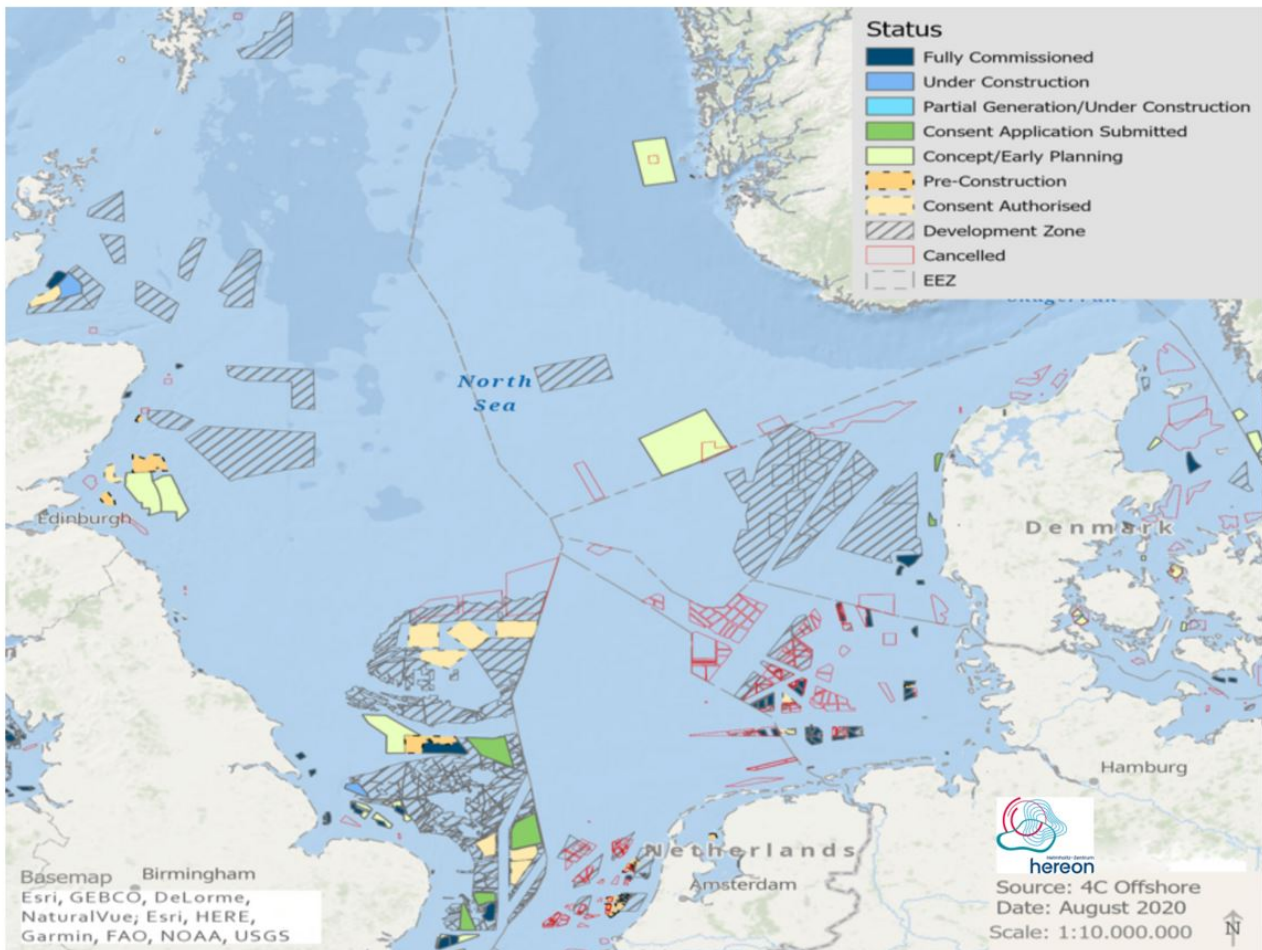 Status
Fully Commissioned
Under Construction
Partial Generation/Under Construction
Consent Application Submitted
Concept/Early Planning
Pre-Construction
Consent Authorised
Development Zone
Cancelled
EEZ
North
Sea
Edinburgh
Denmark
Hamburg
Netherlands
Amsterdam
Birmingham
Basemap
Esri, GEBCO, DeLorme,
NaturalVue; Esri, HERE,
Garmin, FAO, NOAA, USGS
Helmholtz-Zentrum
hereon
Source: 4C Offshore
Date: August 2020
Scale: 1:10.000.000
N